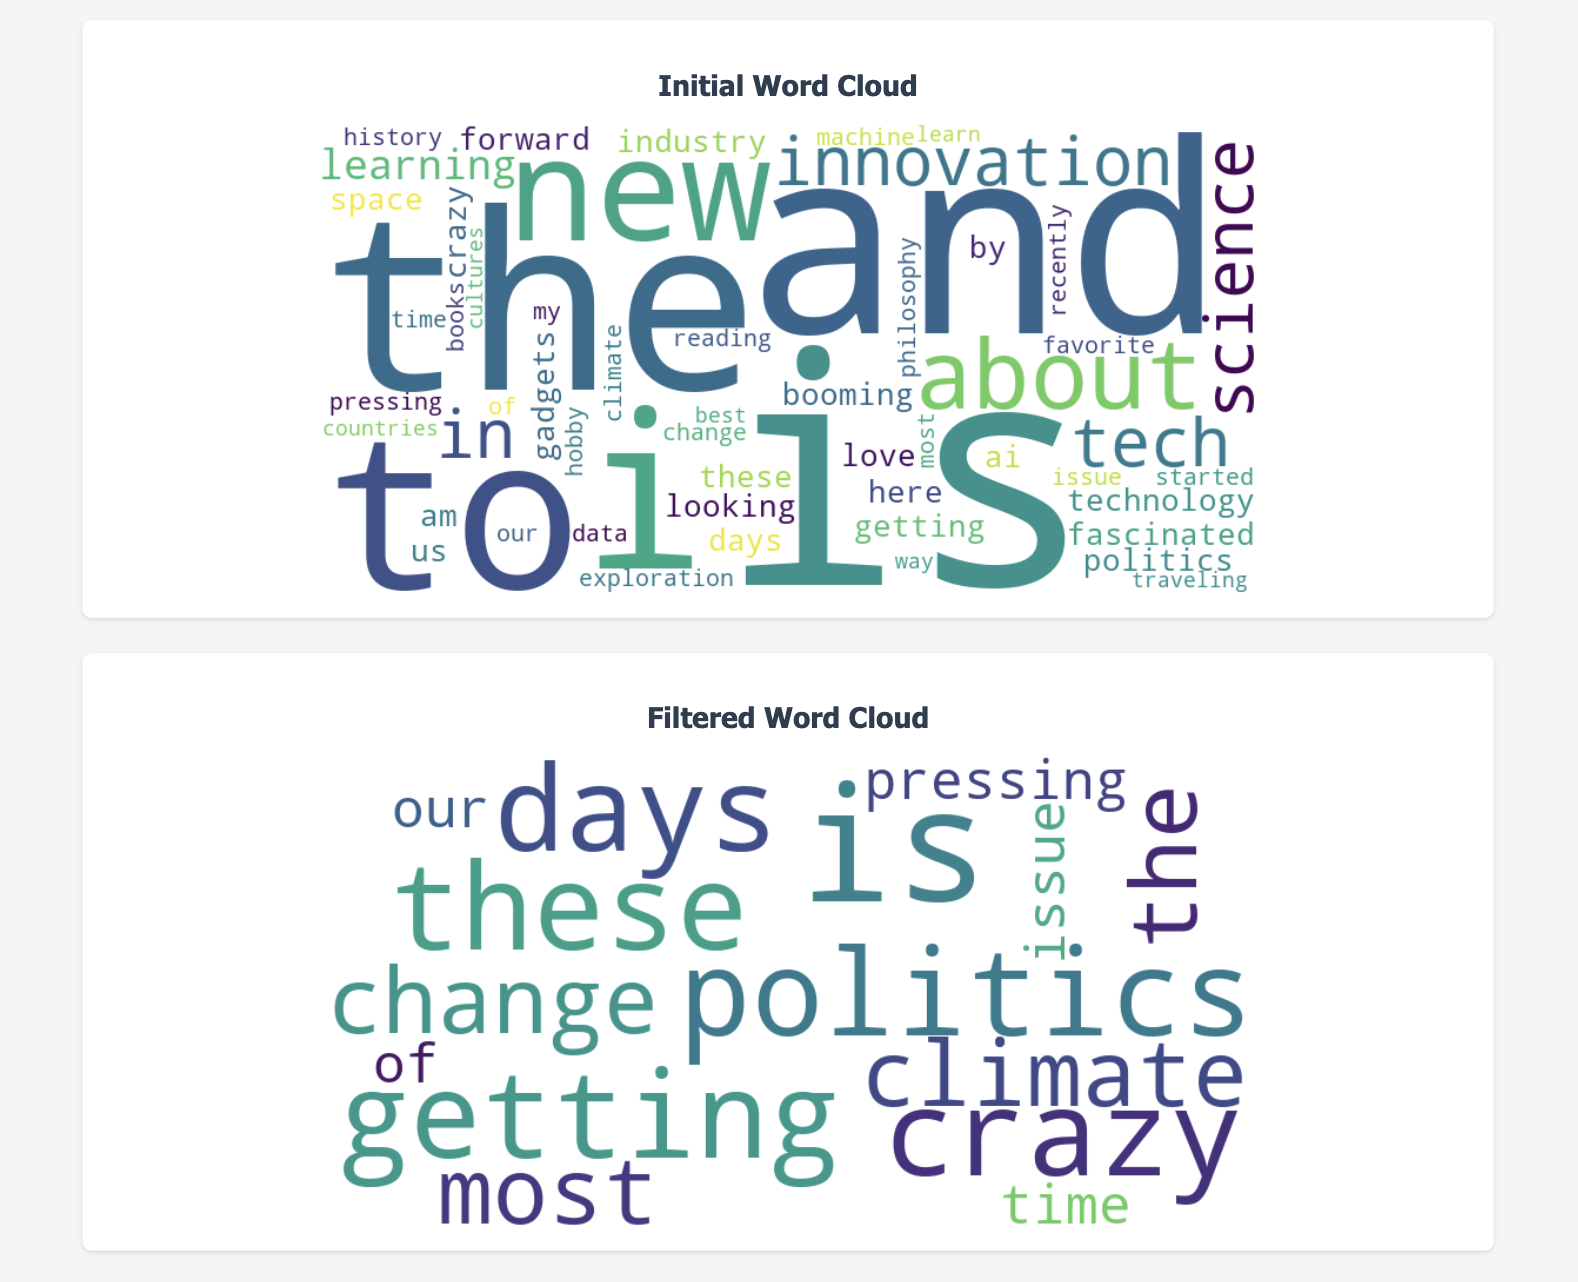 Initial Word Cloud
history forward industry machine learn
learning new innovation
space crazy science
the and
cultures by recently
books philosophy
time my
climate reading favorite
gadgets about
pressing of booming
countries in hobby best most tech
change
to i is love ai
these issue started
looking here technology
am our data days getting fascinated
us way politics
exploration traveling
Filtered Word Cloud
our days is pressing
issue the
these
change politics
of climate
getting crazy
most time